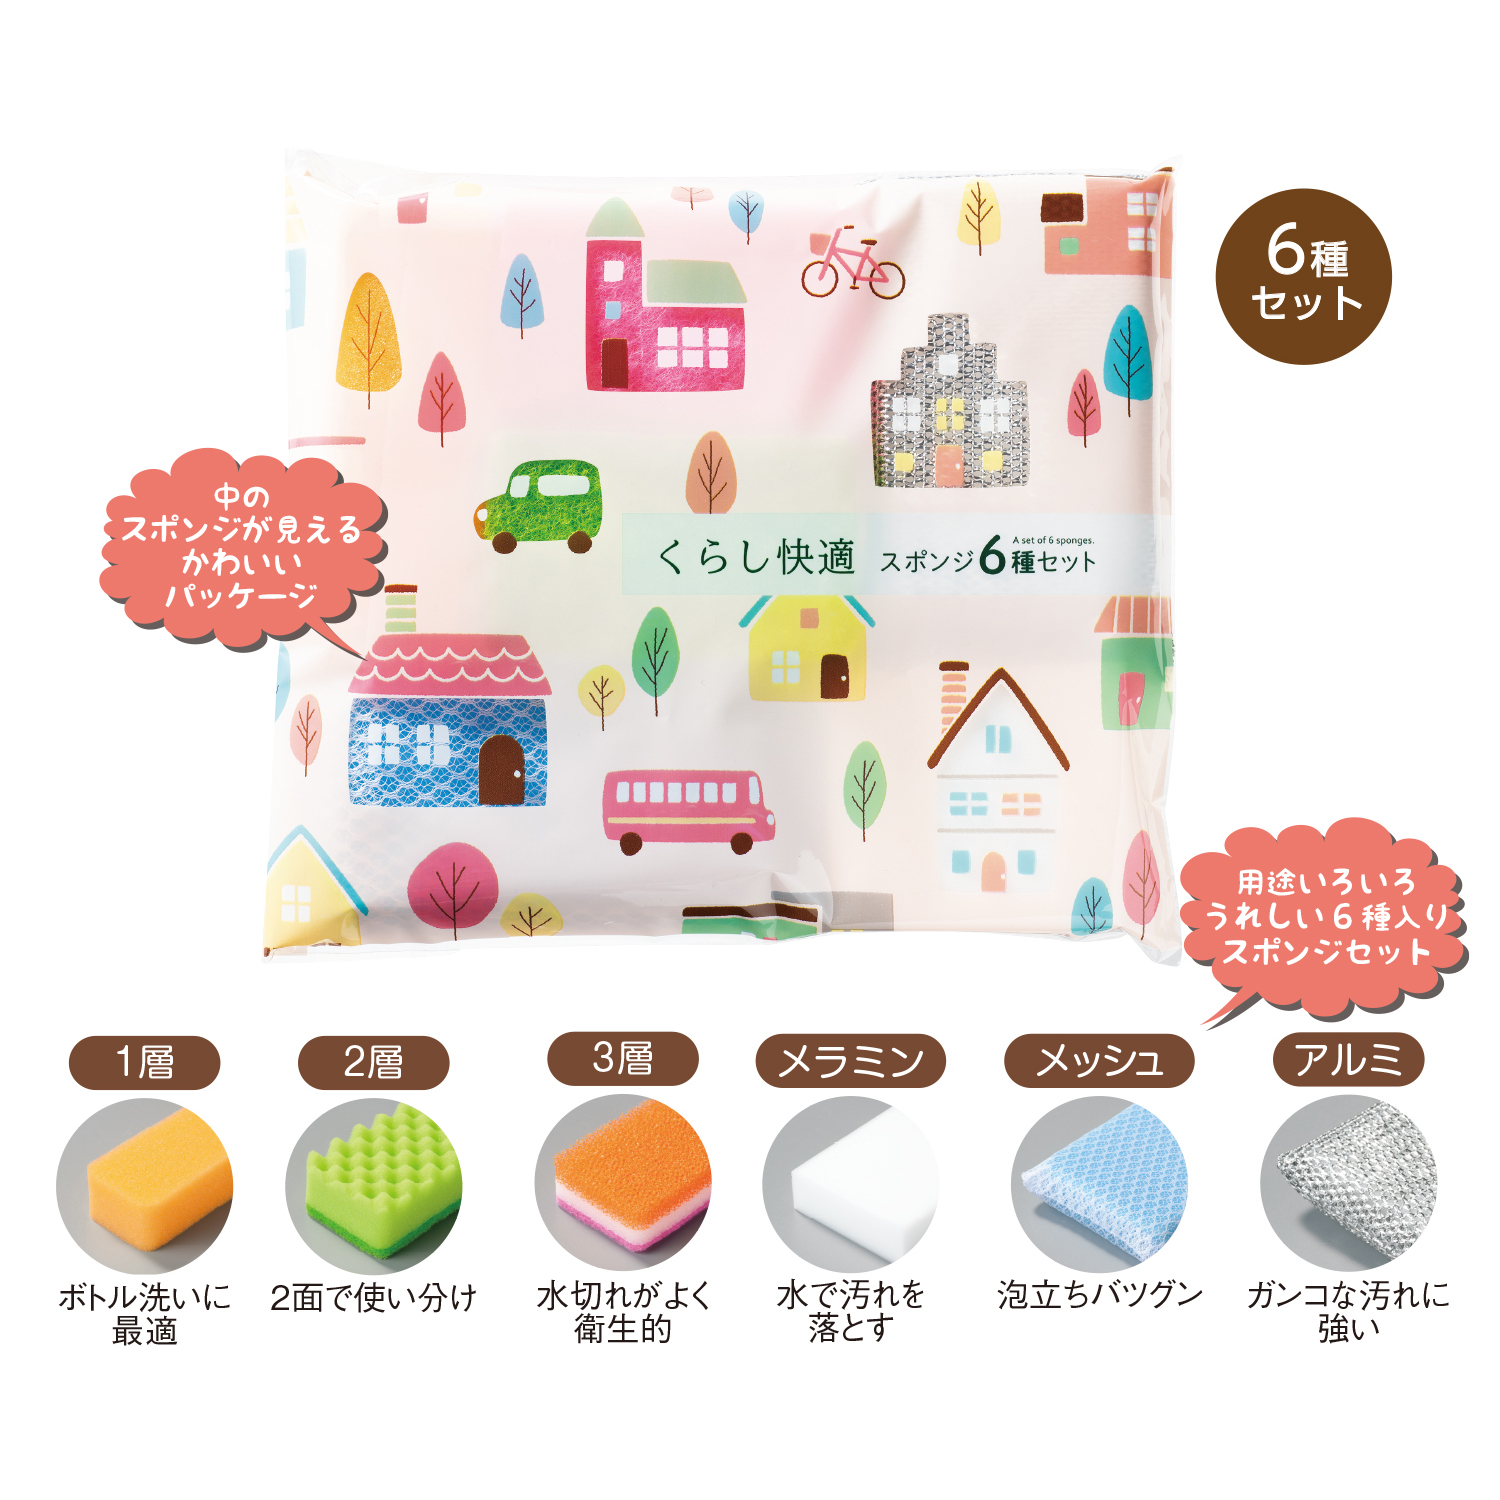 6種
セット
中の
スポンジが見える
かわいい
パッケージ
くらし快適 スポンジ6種セット
A set of 6 sponges.
用途いろいろ
うれしい6種入り
スポンジセット
1層
2層
3層
メラミン
メッシュ
アルミ
ボトル洗いに
最適
2面で使い分け
水切れがよく
衛生的
水で汚れを
落とす
泡立ちバツグン
ガンコな汚れに
強い